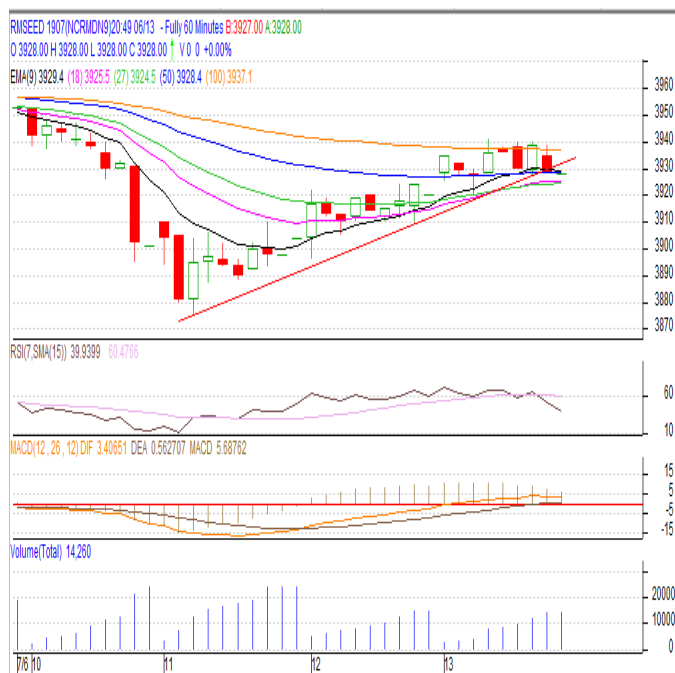 RMSEED 1907(NORMDN9)20:49 06/13 - Fully 60 Minutes B:3927.00 A:3928.00
O 3928.00 H 3928.00 L 3928.00 C 3928.00 V 0 0 +0.00%
EMA(9) 3929.4 (18) 3925.5 (27) 3924.5 (50) 3928.4 (100) 3937.1
3960
3950
3940
3930
3920
3910
3900
3890
3880
3870
RSI(7,SMA(15)) 39.9399 60.4766
60
10
MACD(12 , 26 , 12) DIF 3.40651 DEA 0.562707 MACD 5.68762
15
5
-5
-15
Volume(Total) 14,260
20000
10000
0
7/6 10 11 12 13